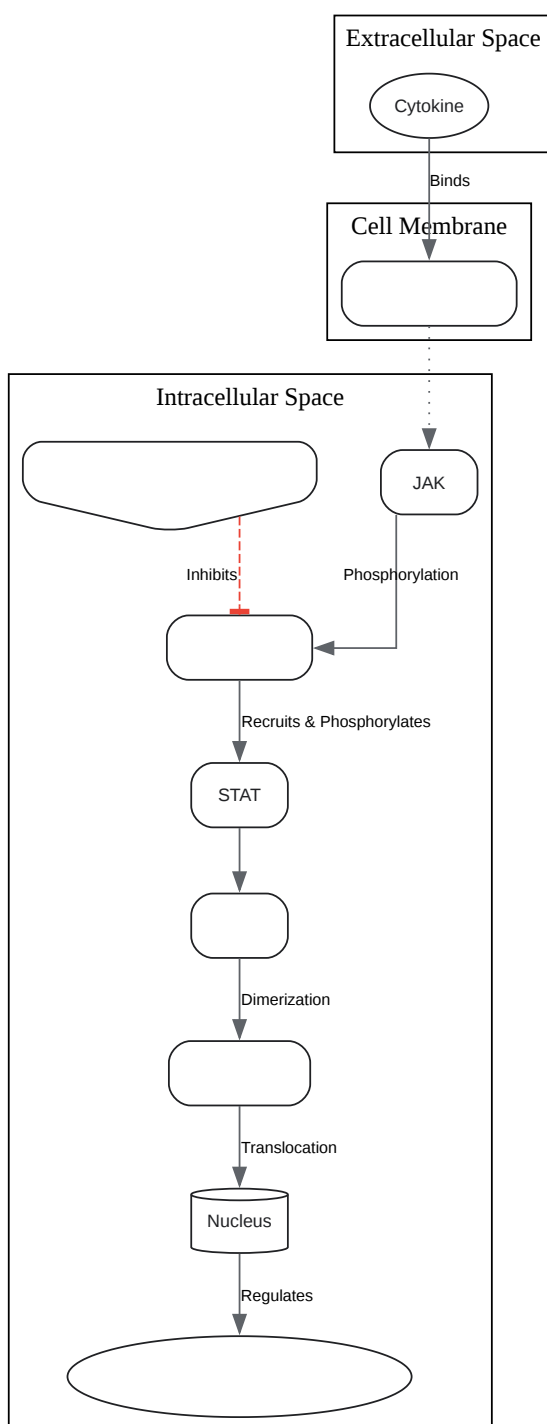 Extracellular Space
Cytokine
Binds
Cell Membrane
Intracellular Space
JAK
Inhibits
Phosphorylation
Recruits & Phosphorylates
STAT
Dimerization
Translocation
Nucleus
Regulates